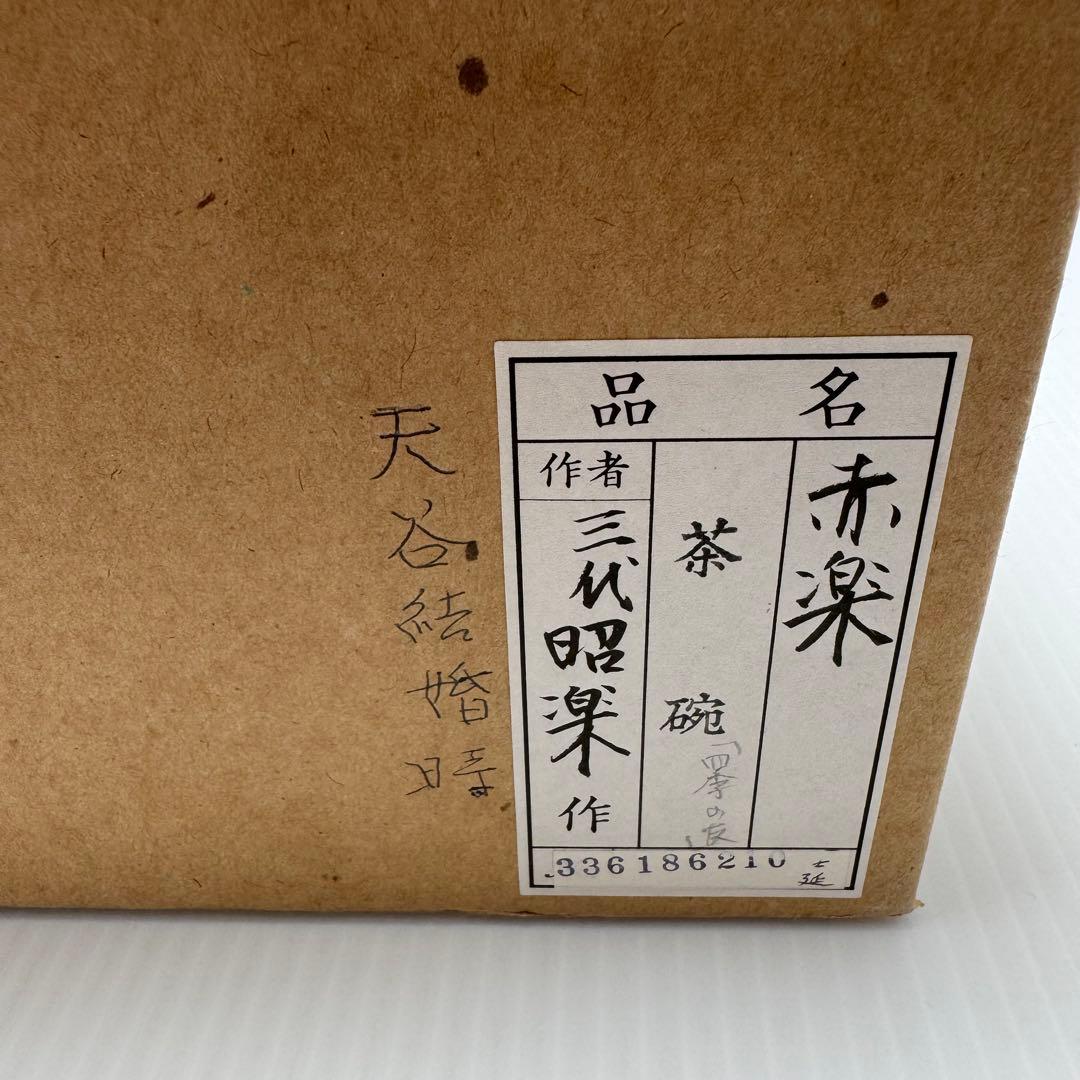 品名
赤楽
茶碗
「四季の友」
作者
三代昭楽作
336186210
天谷結婚時